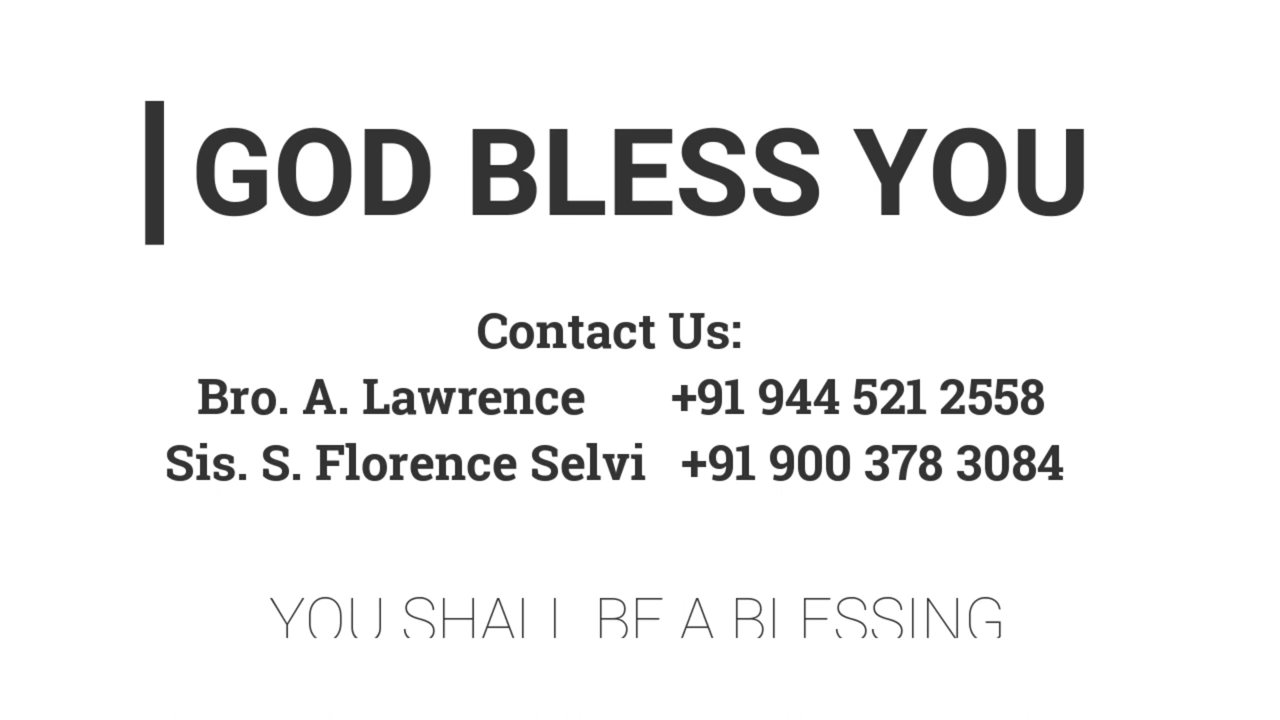 GOD BLESS YOU
Contact Us:
Bro. A. Lawrence +91 944 521 2558
Sis. S. Florence Selvi +91 900 378 3084
YOU SHALL BE A BLESSING